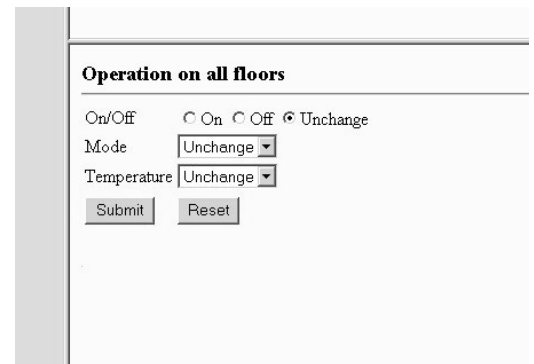 Operation on all floors
On/Off On Off Unchange
Mode Unchange
Temperature Unchange
Submit Reset